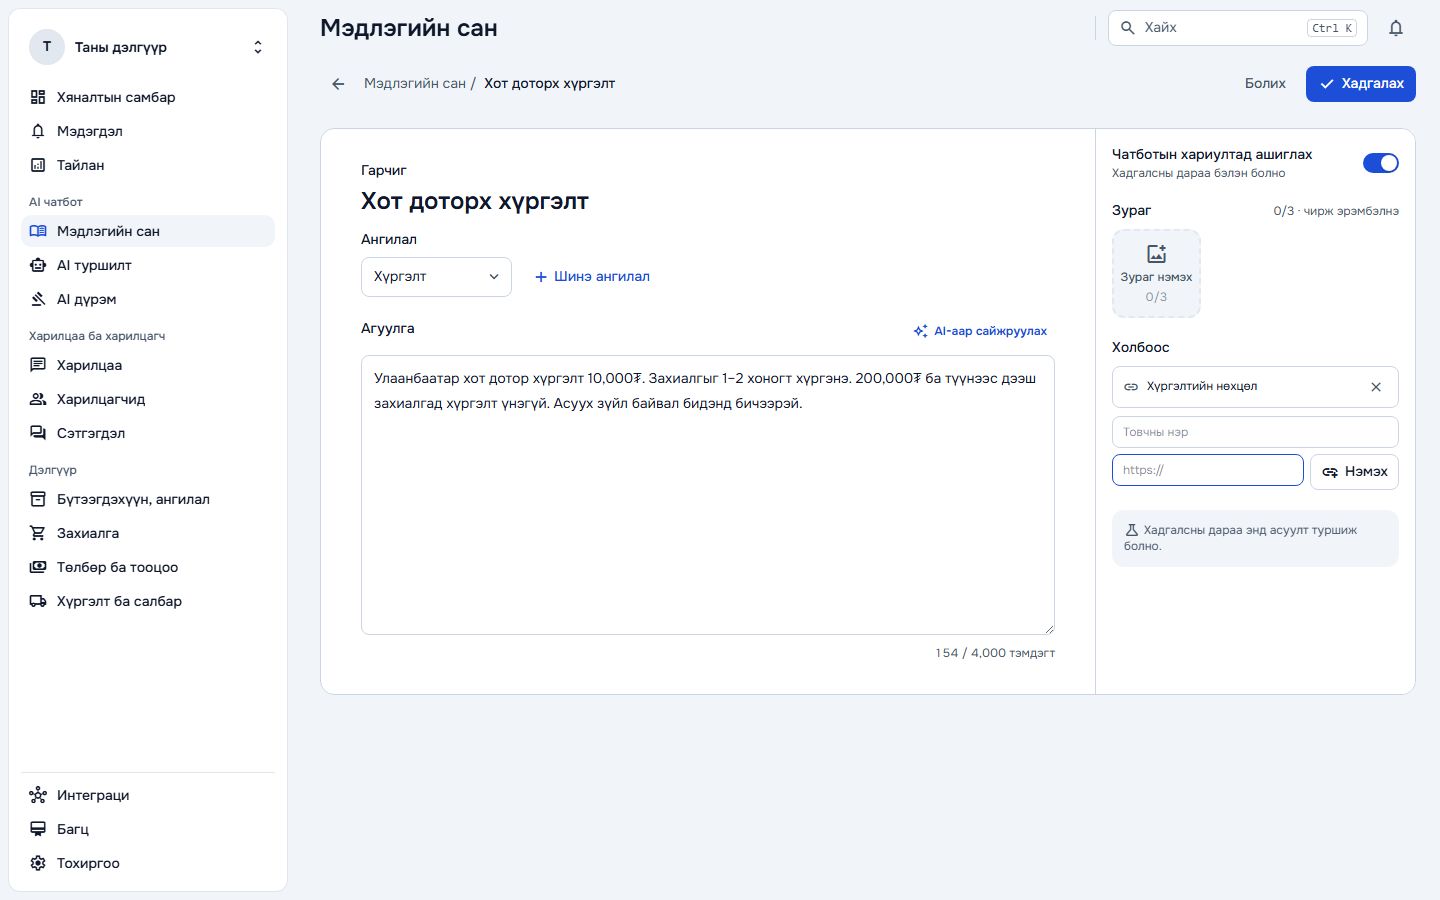 Т
Таны дэлгүүр
Хяналтын самбар
Мэдэгдэл
Тайлан
AI чатбот
Мэдлэгийн сан
AI туршилт
AI дүрэм
Харилцаа ба харилцагч
Харилцаа
Харилцагчид
Сэтгэгдэл
Дэлгүүр
Бүтээгдэхүүн, ангилал
Захиалга
Төлбөр ба тооцоо
Хүргэлт ба салбар
Интеграци
Багц
Тохиргоо
Мэдлэгийн сан
Хайх
Ctrl K
Мэдлэгийн сан / Хот доторх хүргэлт
Болих
Хадгалах
Гарчиг
Хот доторх хүргэлт
Ангилал
Хүргэлт
+ Шинэ ангилал
Агуулга
AI-аар сайжруулах
Улаанбаатар хот дотор хүргэлт 10,000₮. Захиалгыг 1–2 хоногт хүргэнэ. 200,000₮ ба түүнээс дээш
захиалгад хүргэлт үнэгүй. Асуух зүйл байвал бидэнд бичээрэй.
154 / 4,000 тэмдэгт
Чатботын хариултад ашиглах
Хадгалсны дараа бэлэн болно
Зураг
0/3 · чирж эрэмбэлнэ
Зураг нэмэх
0/3
Холбоос
Хүргэлтийн нөхцөл
Товчны нэр
https://
Нэмэх
Хадгалсны дараа энд асуулт туршиж
болно.